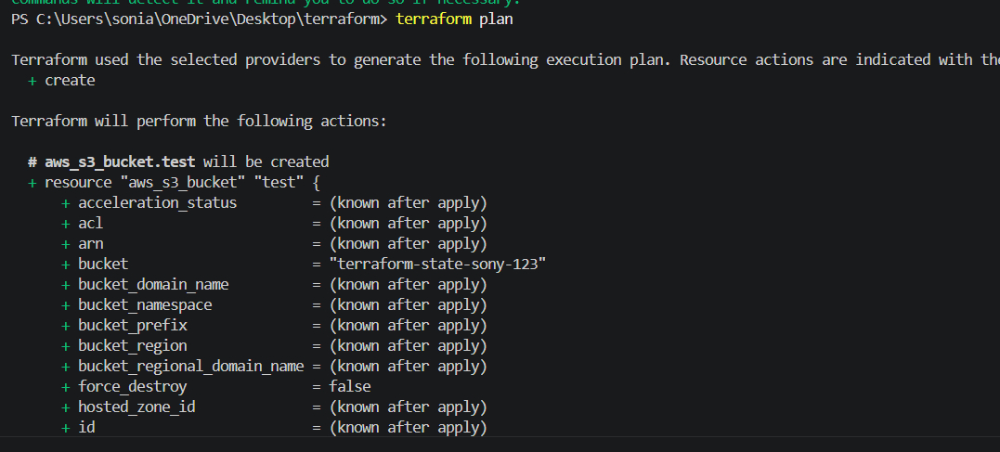 commands will detect it and remind you to do so if necessary.
PS C:\Users\sonia\OneDrive\Desktop\terraform> terraform plan
Terraform used the selected providers to generate the following execution plan. Resource actions are indicated with the
+ create
Terraform will perform the following actions:
# aws_s3_bucket.test will be created
+ resource "aws_s3_bucket" "test" {
+ acceleration_status = (known after apply)
+ acl = (known after apply)
+ arn = (known after apply)
+ bucket = "terraform-state-sony-123"
+ bucket_domain_name = (known after apply)
+ bucket_namespace = (known after apply)
+ bucket_prefix = (known after apply)
+ bucket_region = (known after apply)
+ bucket_regional_domain_name = (known after apply)
+ force_destroy = false
+ hosted_zone_id = (known after apply)
+ id = (known after apply)